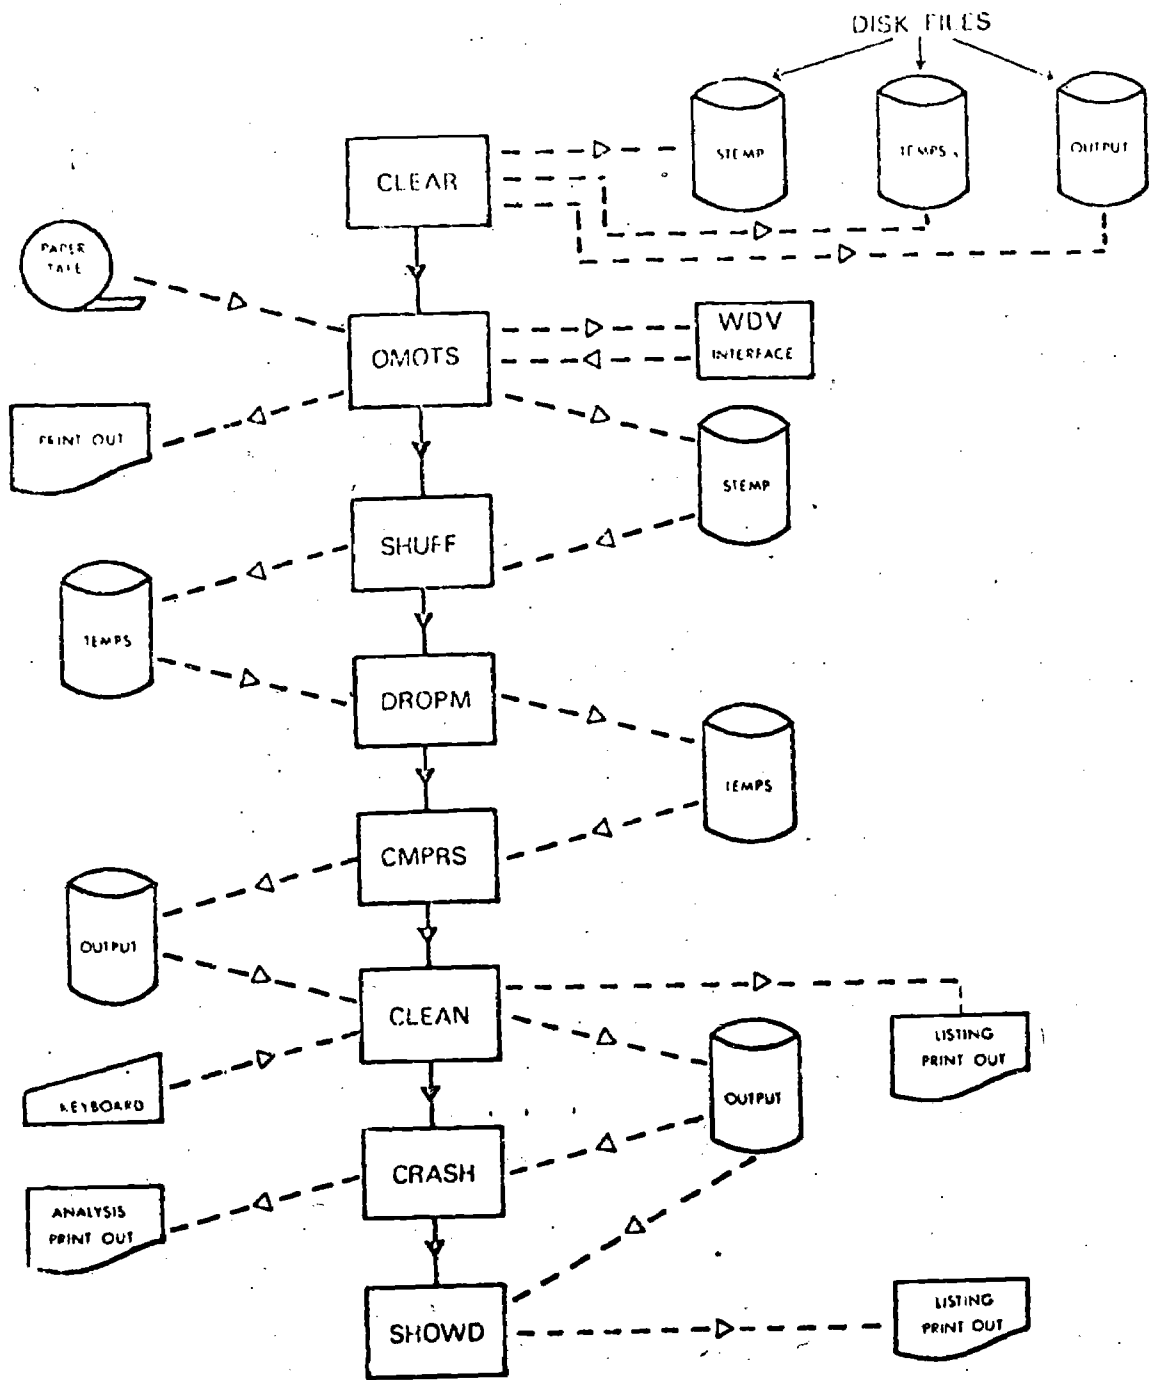 DISK FILES
STEMP
TEMPS
OUTPUT
CLEAR
PAPER
TAPE
OMOTS
WDV
INTERFACE
PRINT OUT
STEMP
SHUFF
TEMPS
DROPM
TEMPS
CMPRS
OUTPUT
CLEAN
LISTING
PRINT OUT
KEYBOARD
OUTPUT
CRASH
ANALYSIS
PRINT OUT
SHOWD
LISTING
PRINT OUT